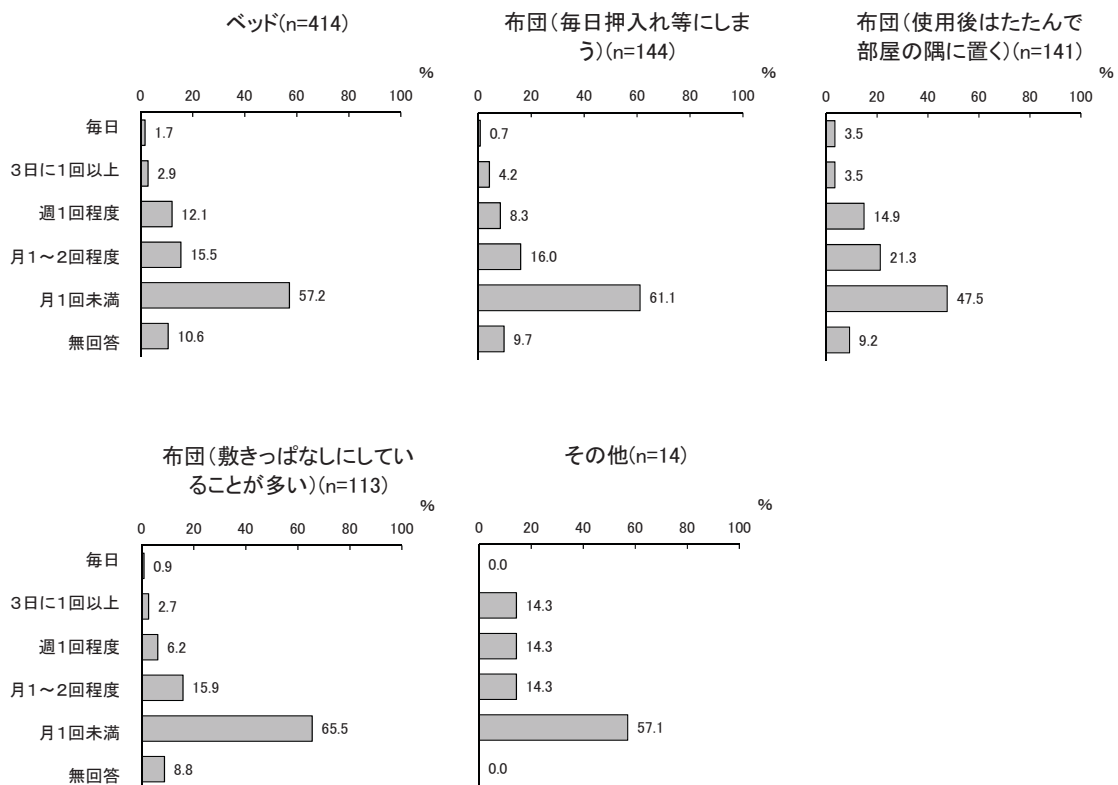 ベッド(n=414)
%
0 20 40 60 80 100
毎日 1.7
3日に1回以上 2.9
週1回程度 12.1
月1～2回程度 15.5
月1回未満 57.2
無回答 10.6
布団(毎日押入れ等にしま
う)(n=144)
%
0 20 40 60 80 100
0.7
4.2
8.3
16.0
61.1
9.7
布団(使用後はたたんで
部屋の隅に置く)(n=141)
%
0 20 40 60 80 100
3.5
3.5
14.9
21.3
47.5
9.2
布団(敷きっぱなしにしてい
ることが多い)(n=113)
%
0 20 40 60 80 100
毎日 0.9
3日に1回以上 2.7
週1回程度 6.2
月1～2回程度 15.9
月1回未満 65.5
無回答 8.8
その他(n=14)
%
0 20 40 60 80 100
0.0
14.3
14.3
14.3
57.1
0.0